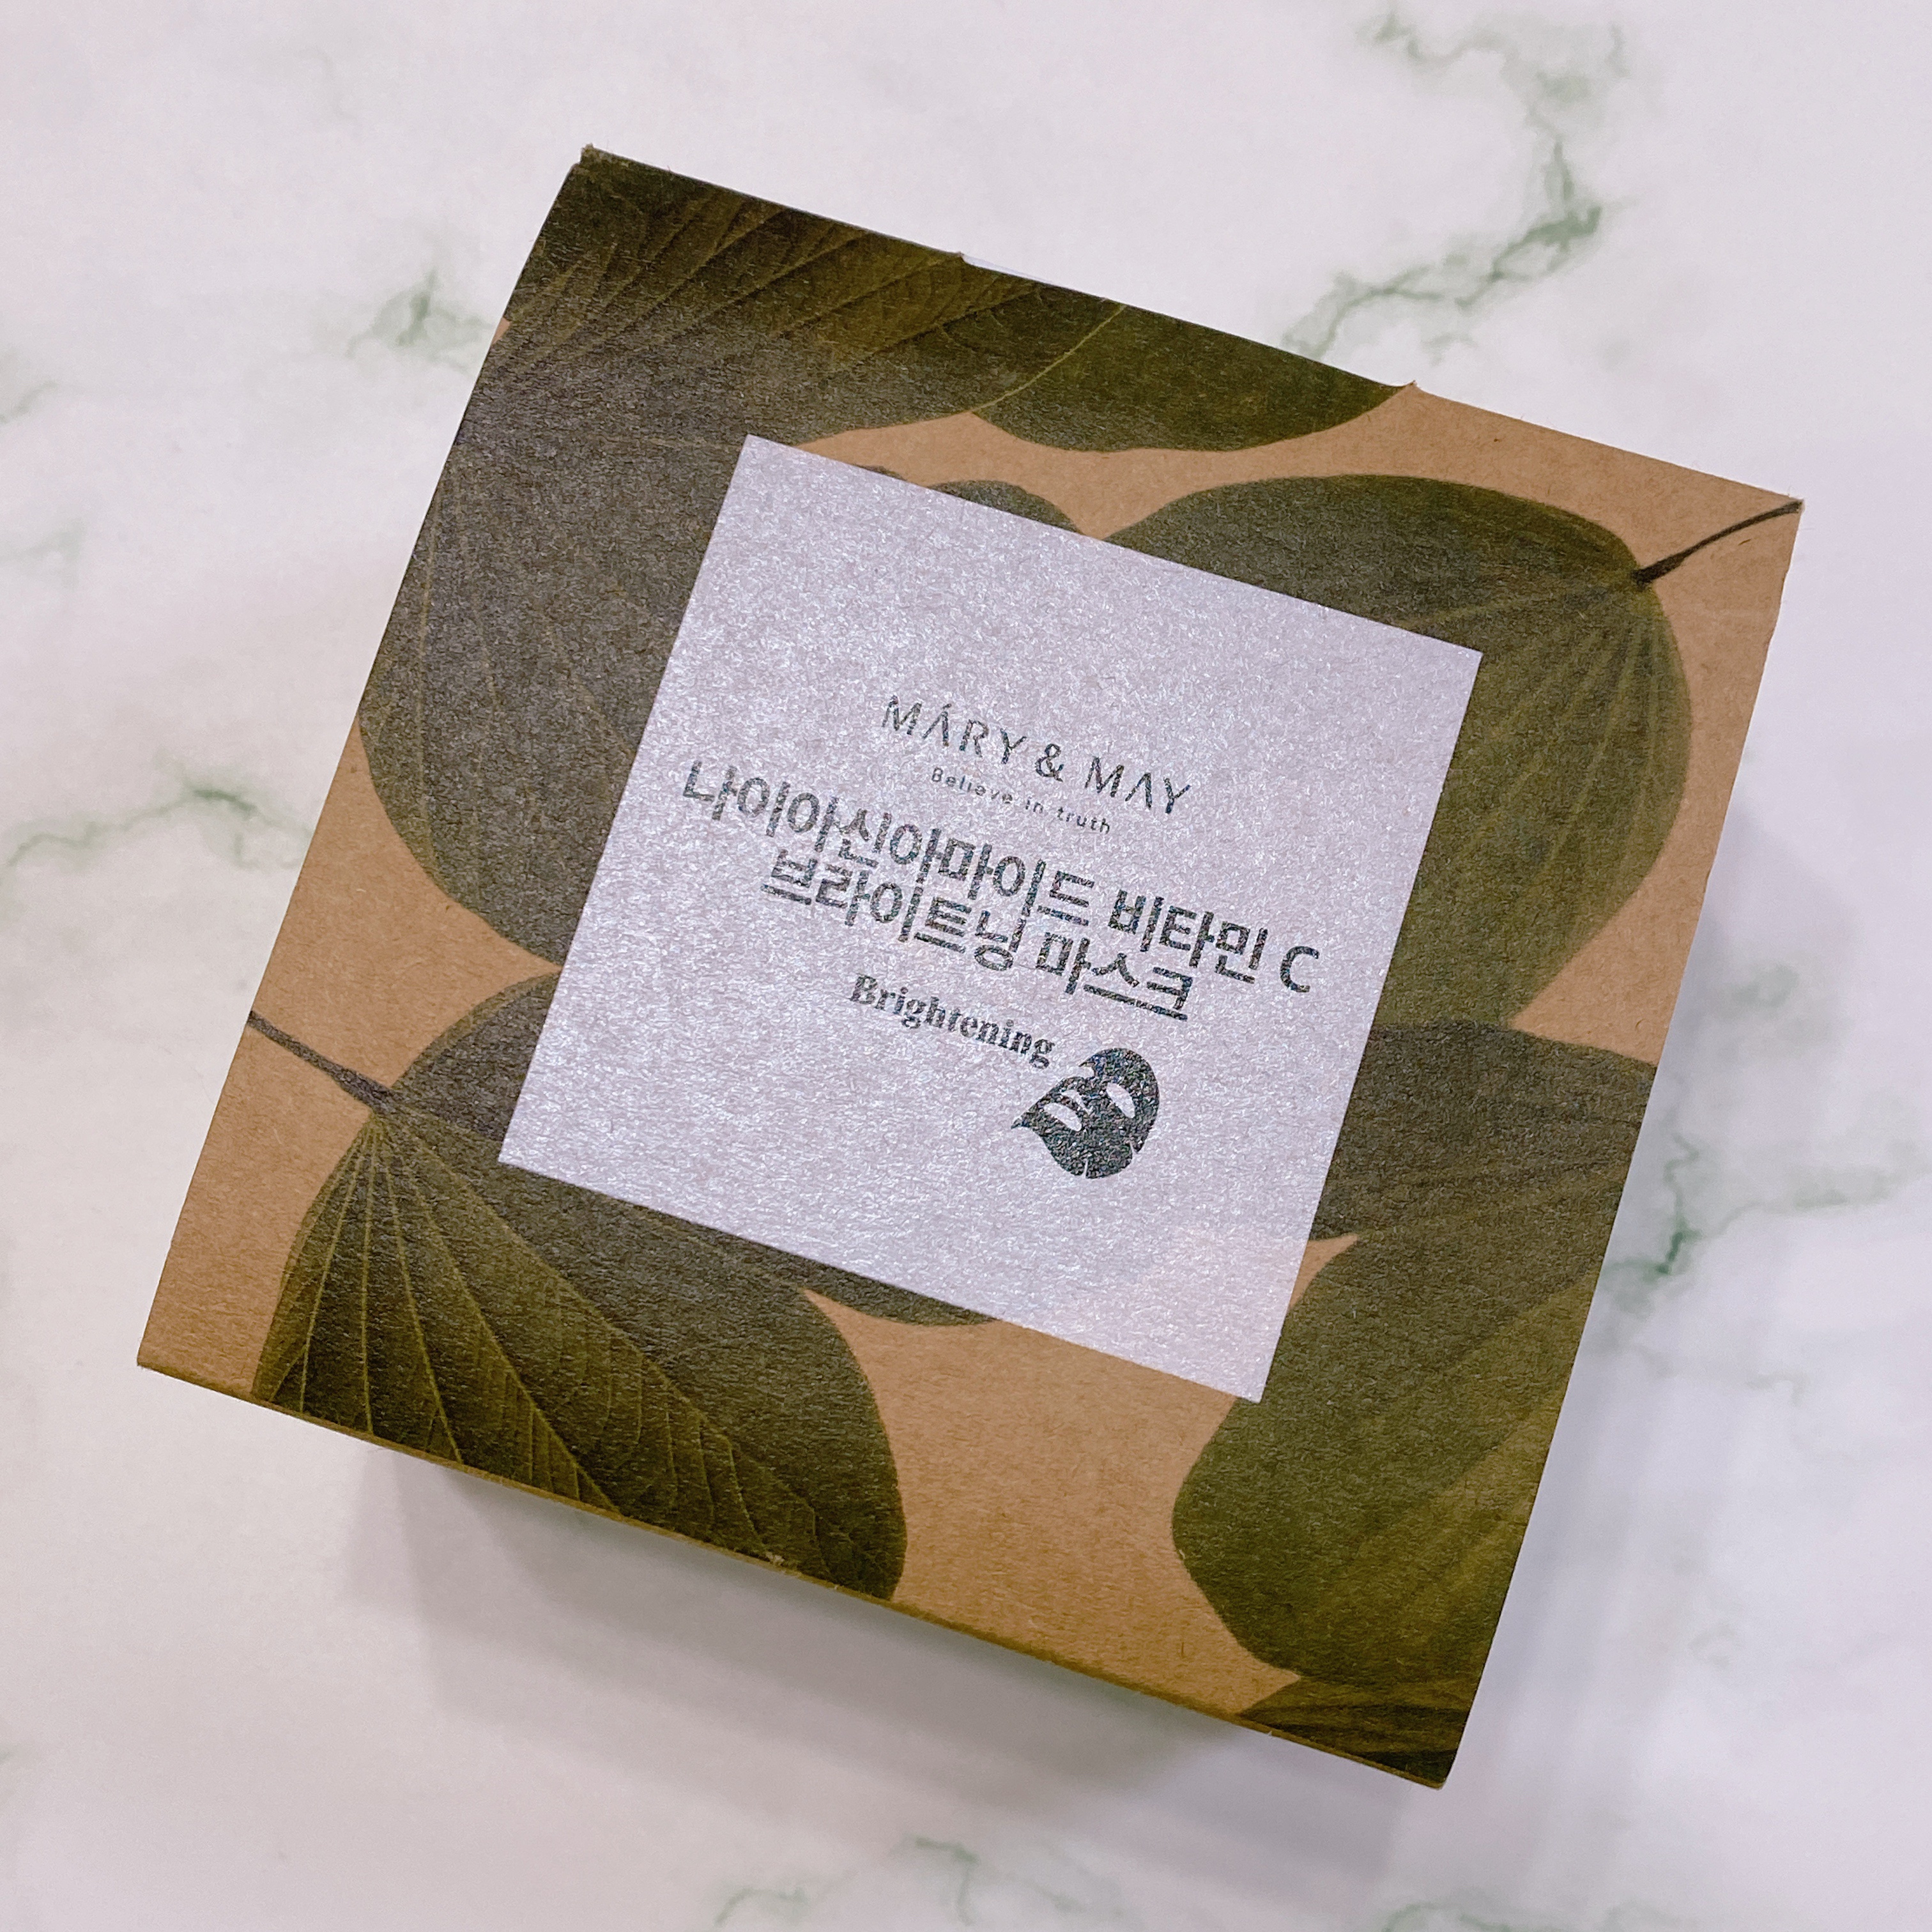 MÁRY & MAY
Believe in truth
나이아신아마이드 비타민 C
브라이트닝 마스크
Brightening